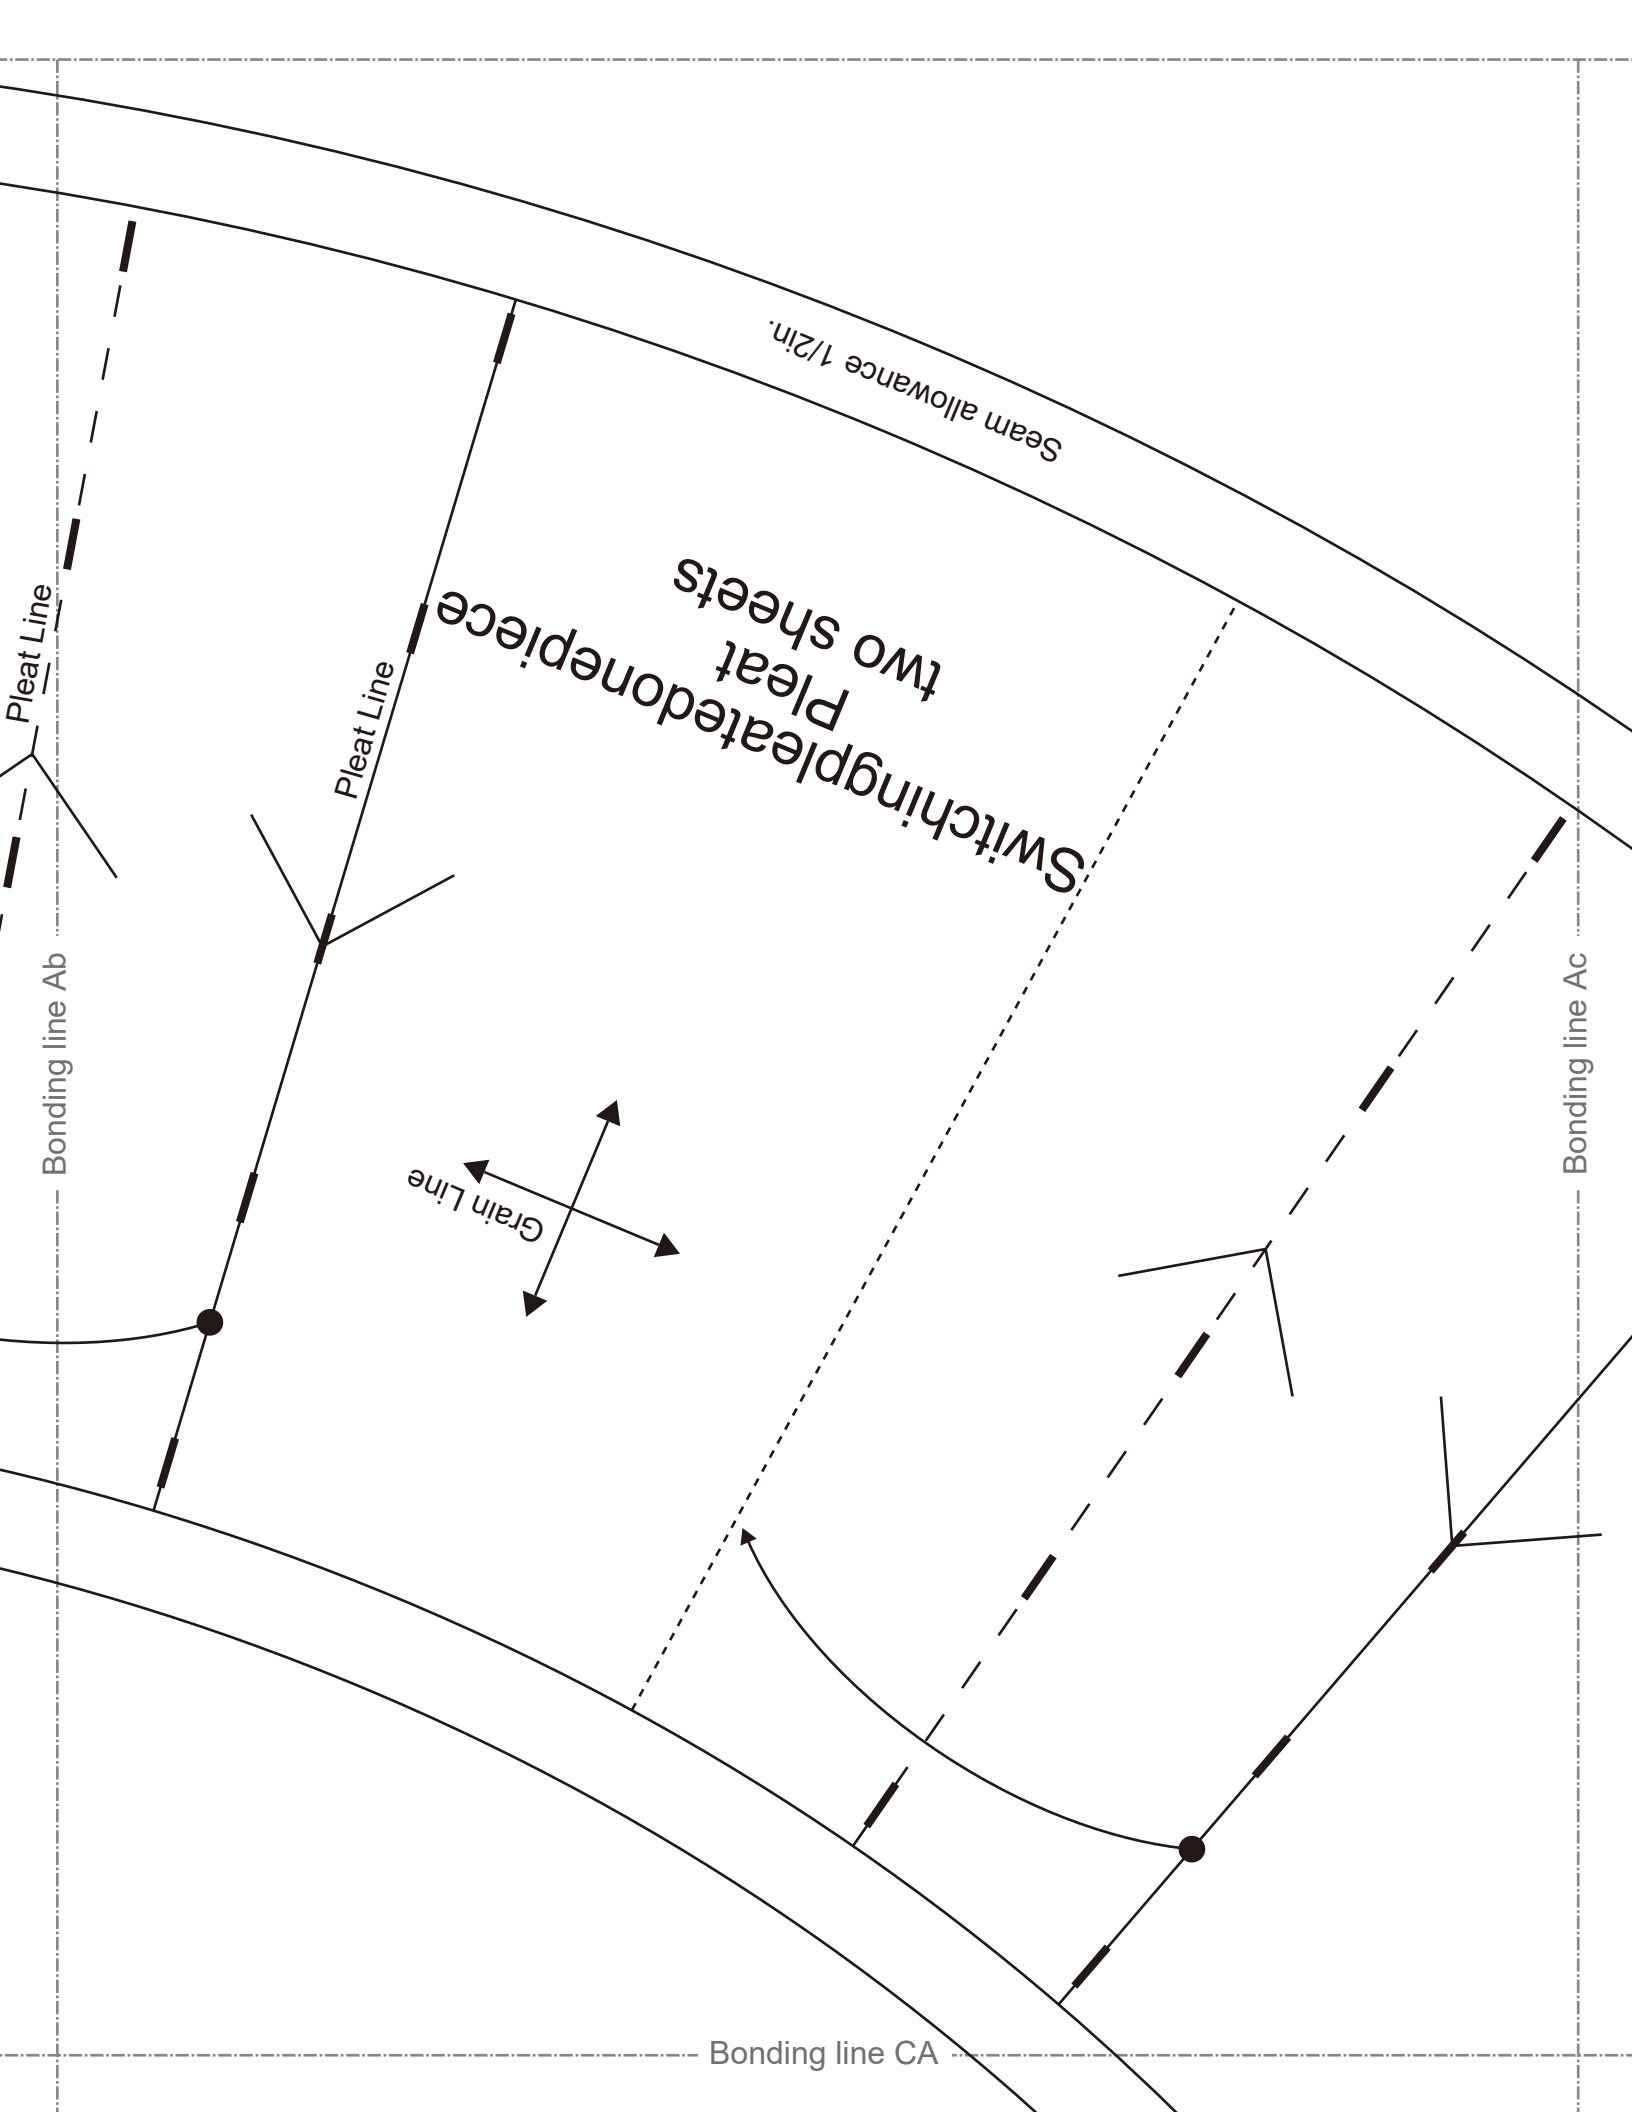 Seam allowance 1/2in.
Switchingpleatedonepiece
Pleat
two sheets
Pleat Line
Pleat Line
Grain Line
Bonding line Ab
Bonding line Ac
Bonding line CA